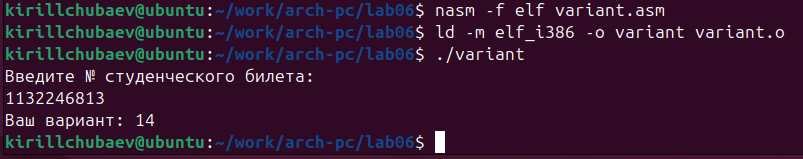 kirillchubaev@ubuntu:~/work/arch-pc/lab06$ nasm -f elf variant.asm
kirillchubaev@ubuntu:~/work/arch-pc/lab06$ ld -m elf_i386 -o variant variant.o
kirillchubaev@ubuntu:~/work/arch-pc/lab06$ ./variant
Введите № студенческого билета:
1132246813
Ваш вариант: 14
kirillchubaev@ubuntu:~/work/arch-pc/lab06$